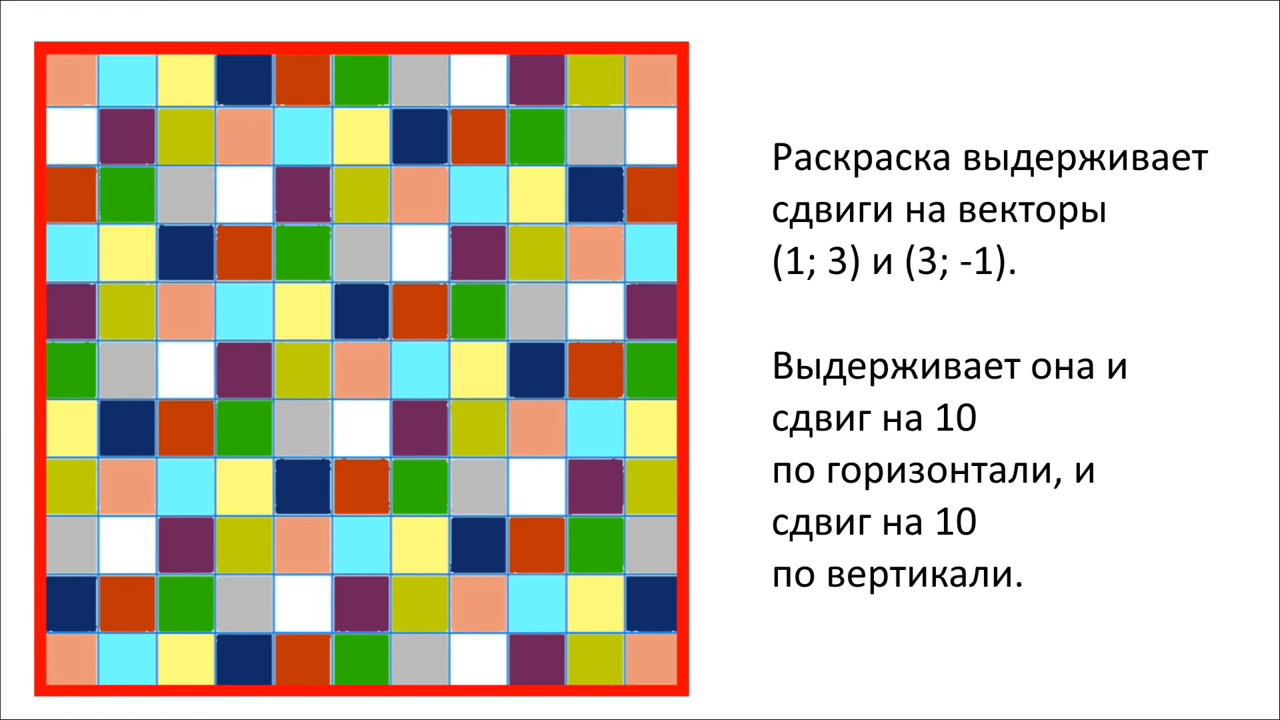 Раскраска выдерживает
сдвиги на векторы
(1; 3) и (3; -1).
Выдерживает она и
сдвиг на 10
по горизонтали, и
сдвиг на 10
по вертикали.